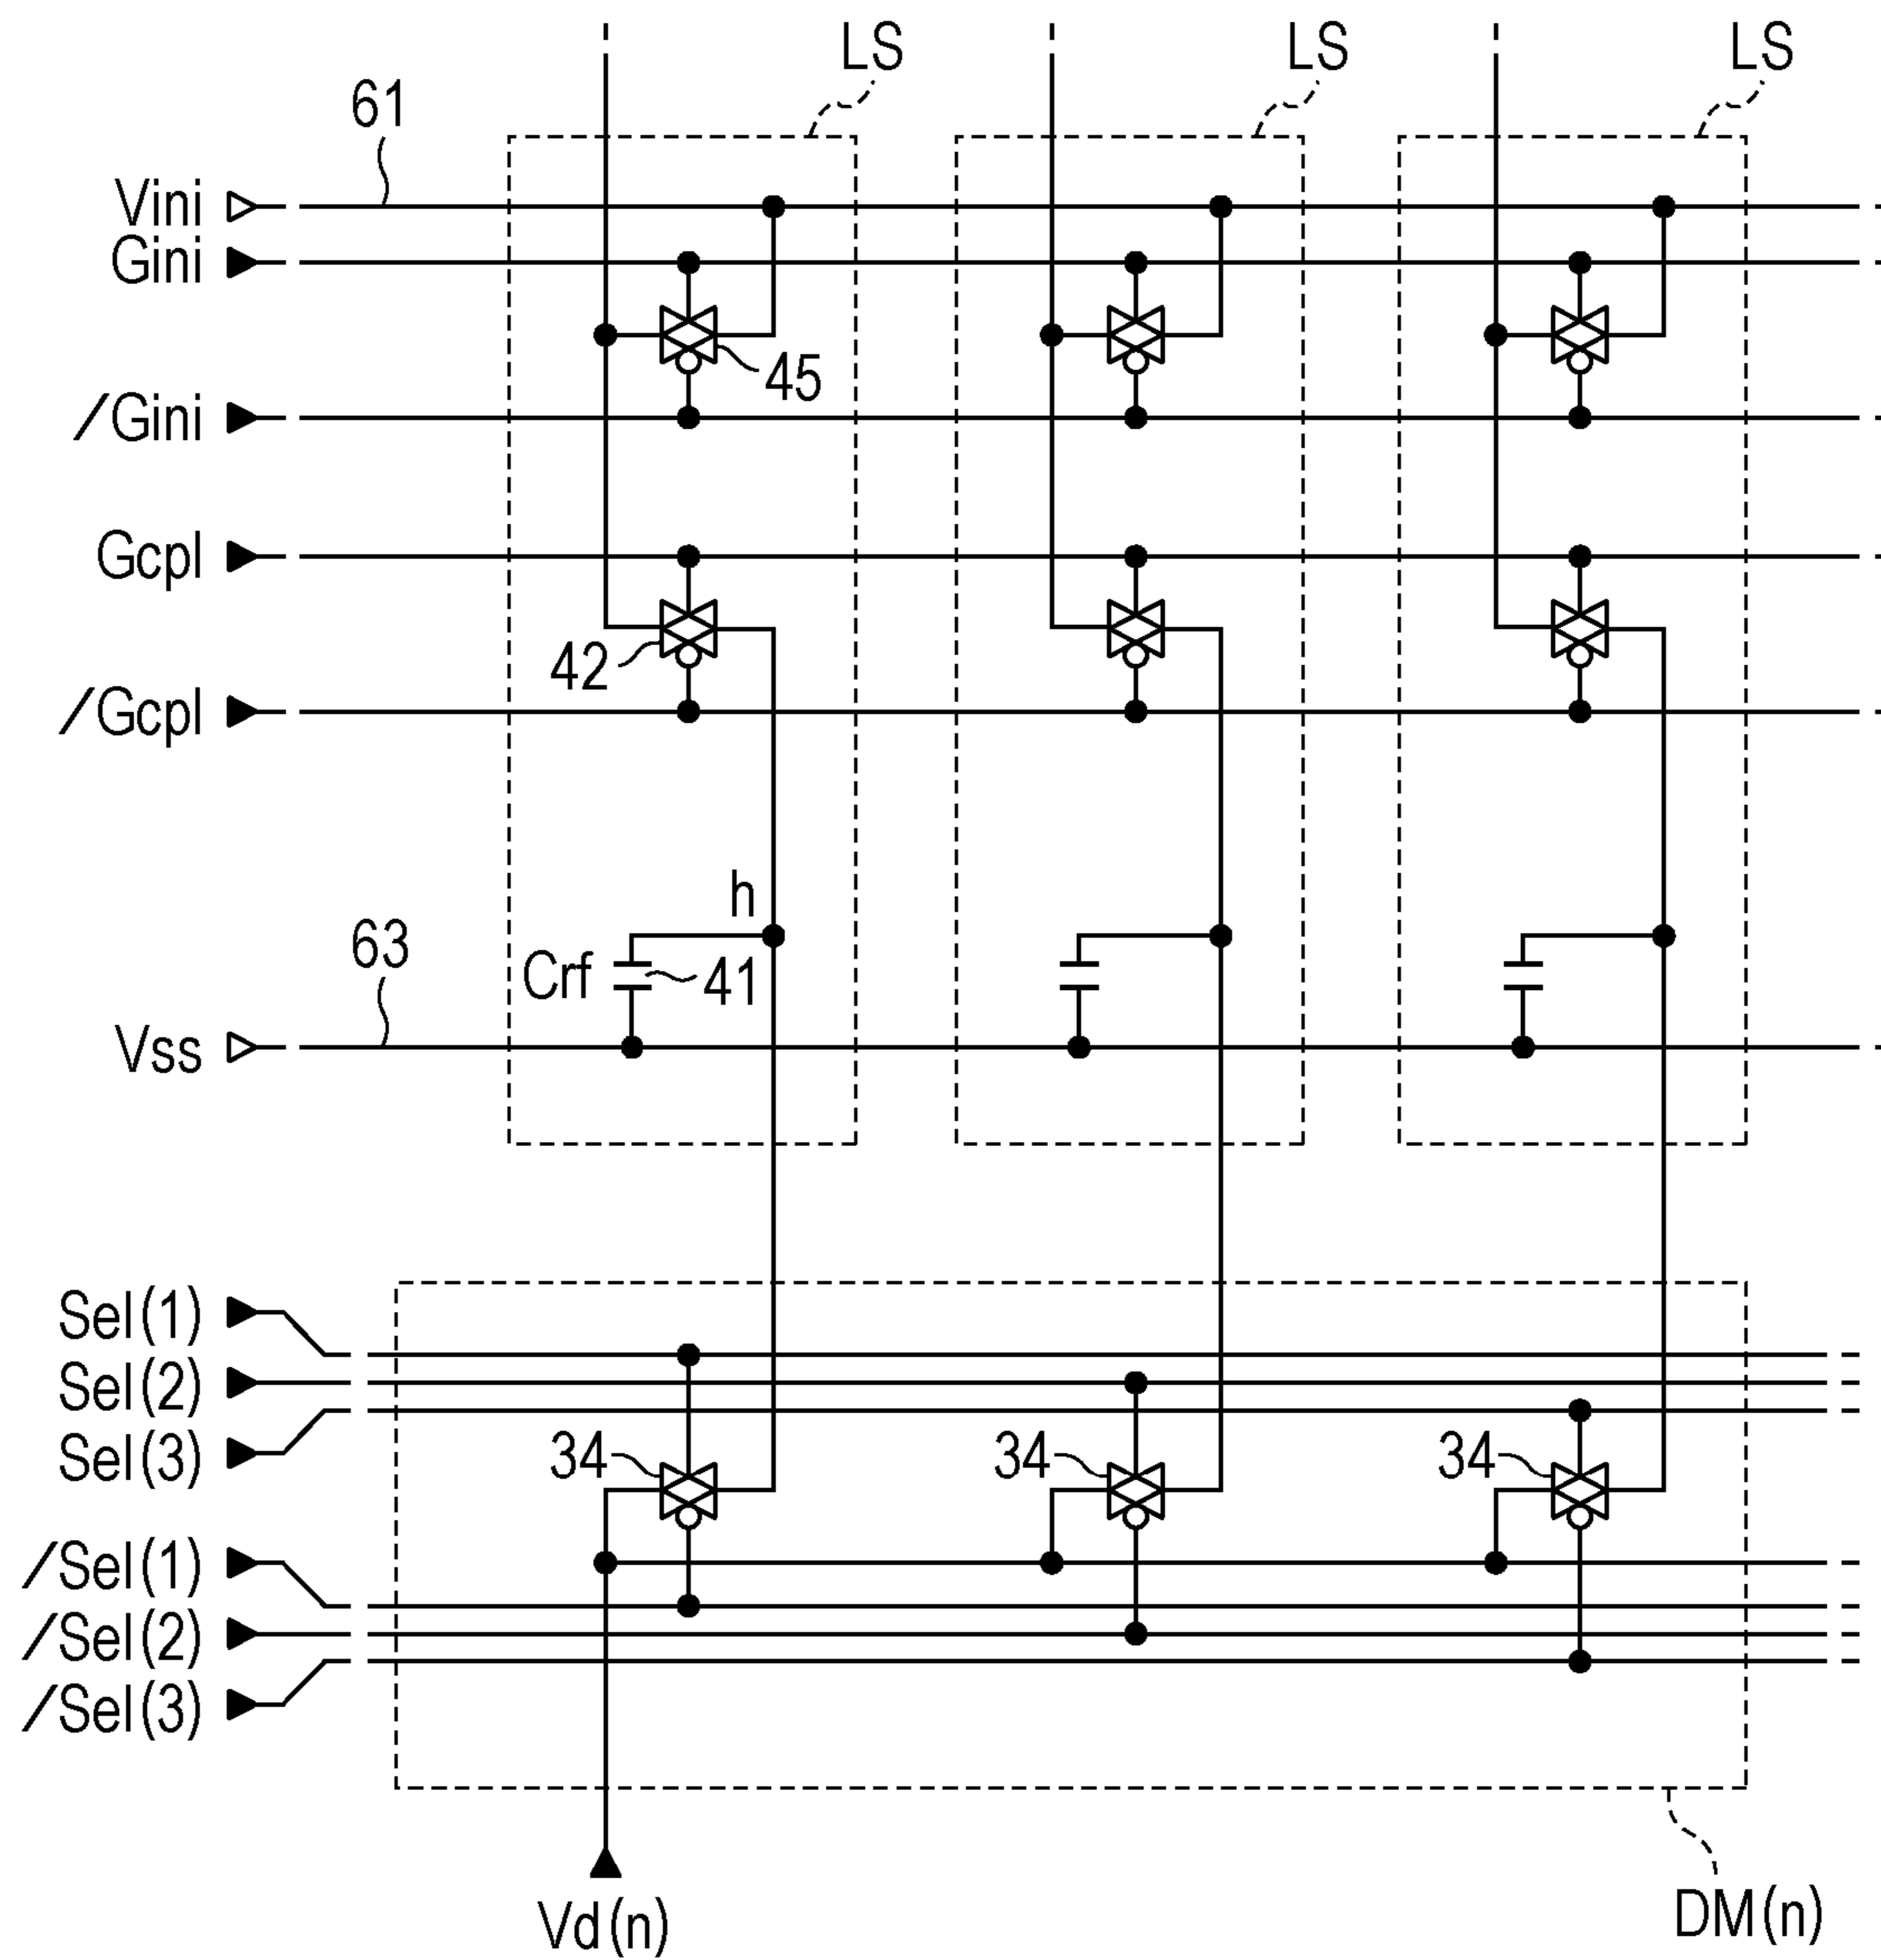 LS LS LS
61
Vini
Gini
45
/Gini
Gcpl
42
/Gcpl
h
63
Crf 41
Vss
Sel(1)
Sel(2)
34 34 34
Sel(3)
/Sel(1)
/Sel(2)
/Sel(3)
Vd(n) DM(n)